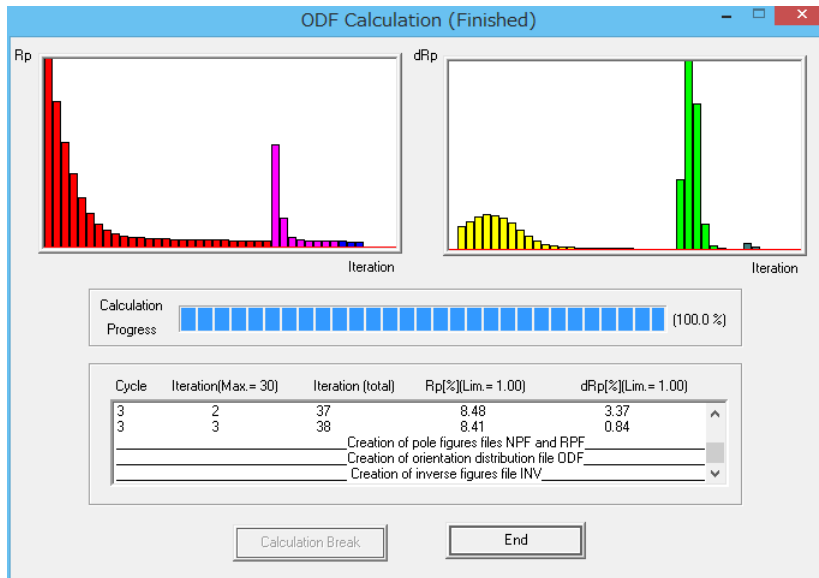 ODF Calculation (Finished)
Rp
dRp
Iteration
Iteration
Calculation
Progress
(100.0 %)
Cycle Iteration(Max.= 30) Iteration (total) Rp[%](Lim.= 1.00) dRp[%](Lim.= 1.00)
3 2 37 8.48 3.37
3 3 38 8.41 0.84
Creation of pole figures files NPF and RPF
Creation of orientation distribution file ODF
Creation of inverse figures file INV
Calculation Break
End